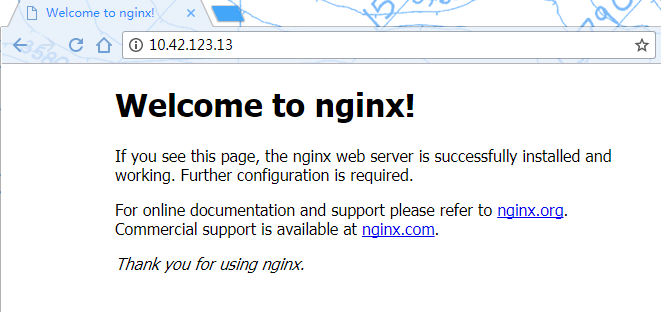 Welcome to nginx!
10.42.123.13
Welcome to nginx!
If you see this page, the nginx web server is successfully installed and
working. Further configuration is required.
For online documentation and support please refer to nginx.org.
Commercial support is available at nginx.com.
Thank you for using nginx.